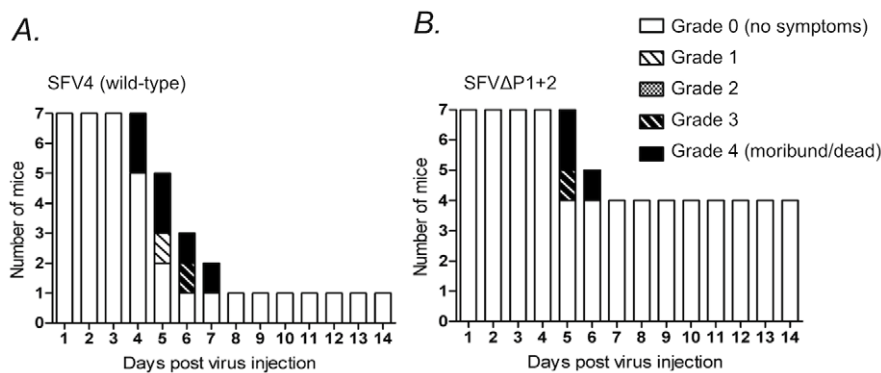 A.
SFV4 (wild-type)
Number of mice
7
6
5
4
3
2
1
0
1 2 3 4 5 6 7 8 9 10 11 12 13 14
Days post virus injection
B.
SFVΔP1+2
Number of mice
7
6
5
4
3
2
1
0
1 2 3 4 5 6 7 8 9 10 11 12 13 14
Days post virus injection
Grade 0 (no symptoms)
Grade 1
Grade 2
Grade 3
Grade 4 (moribund/dead)